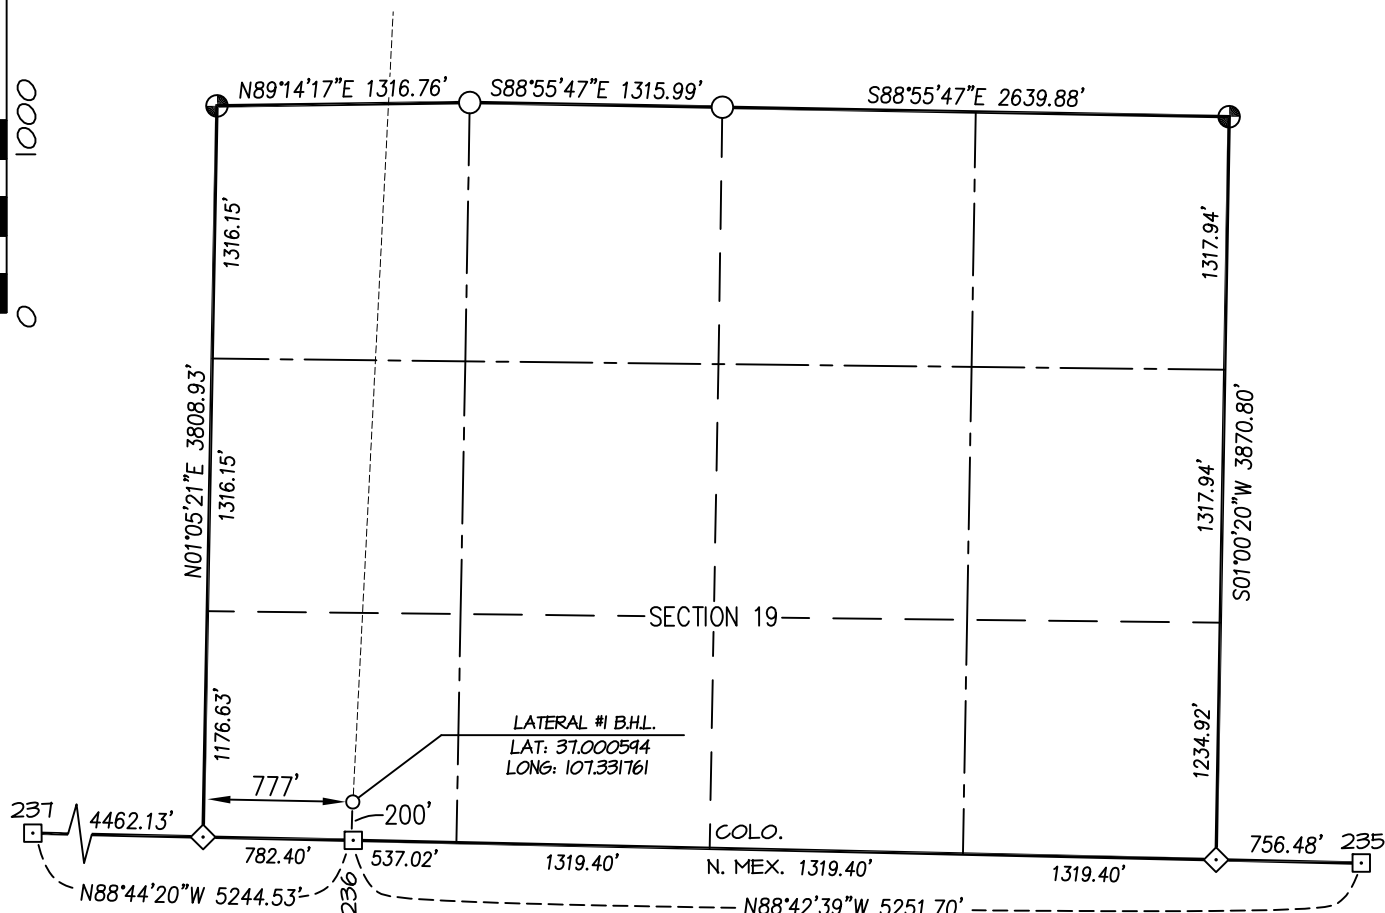 N89°14'17"E 1316.76'
S88°55'47"E 1315.99'
S88°55'47"E 2639.88'
1000
0
1316.15'
1317.94'
N01°05'21"E 3808.93'
1316.15'
1317.94'
S01°00'20"W 3870.80'
SECTION 19
1176.63'
1234.92'
LATERAL #1 B.H.L.
LAT: 37.000594
LONG: 107.331761
777'
200'
237
4462.13'
COLO.
756.48'
235
782.40'
537.02'
1319.40'
N. MEX.
1319.40'
1319.40'
N88°44'20"W 5244.53'
236
N88°42'39"W 5251.70'